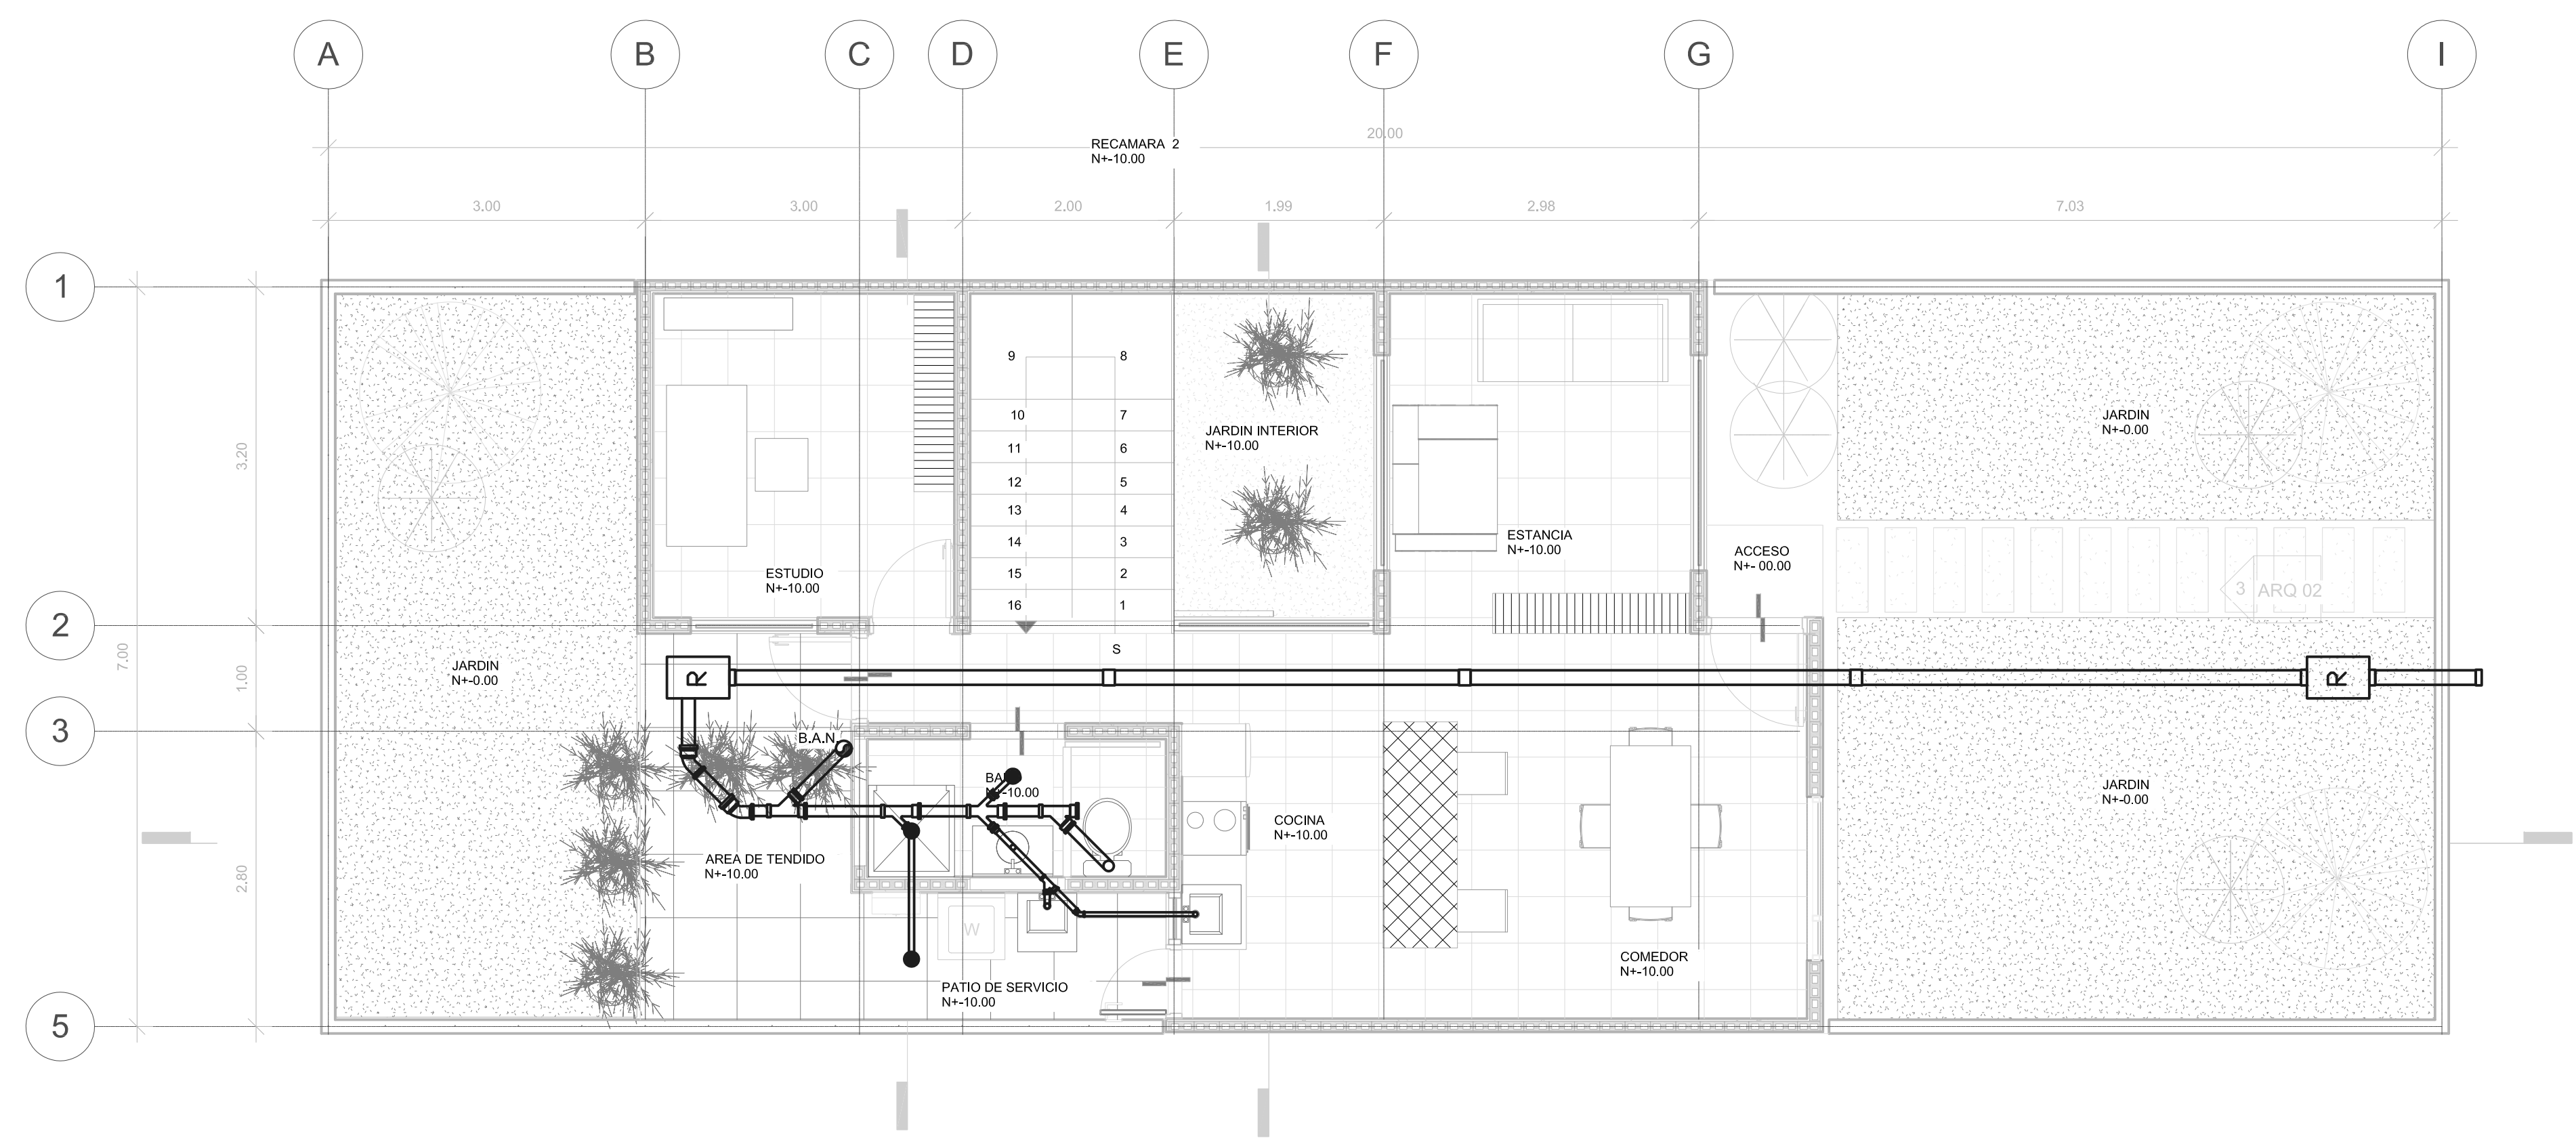 A B C D E F G I
20.00
RECAMARA 2
N+-10.00
3.00 3.00 2.00 1.99 2.98 7.03
1
2
3
5
7.00
3.20
1.00
2.80
9 8
10 7
11 6
12 5
13 4
14 3
15 2
16 1
S
JARDIN INTERIOR
N+-10.00
ESTANCIA
N+-10.00
ESTUDIO
N+-10.00
ACCESO
N+- 00.00
JARDIN
N+-0.00
3 ARQ 02
JARDIN
N+-0.00
R
R
B.A.N.
BA
-10.00
AREA DE TENDIDO
N+-10.00
COCINA
N+-10.00
JARDIN
N+-0.00
W
PATIO DE SERVICIO
N+-10.00
COMEDOR
N+-10.00